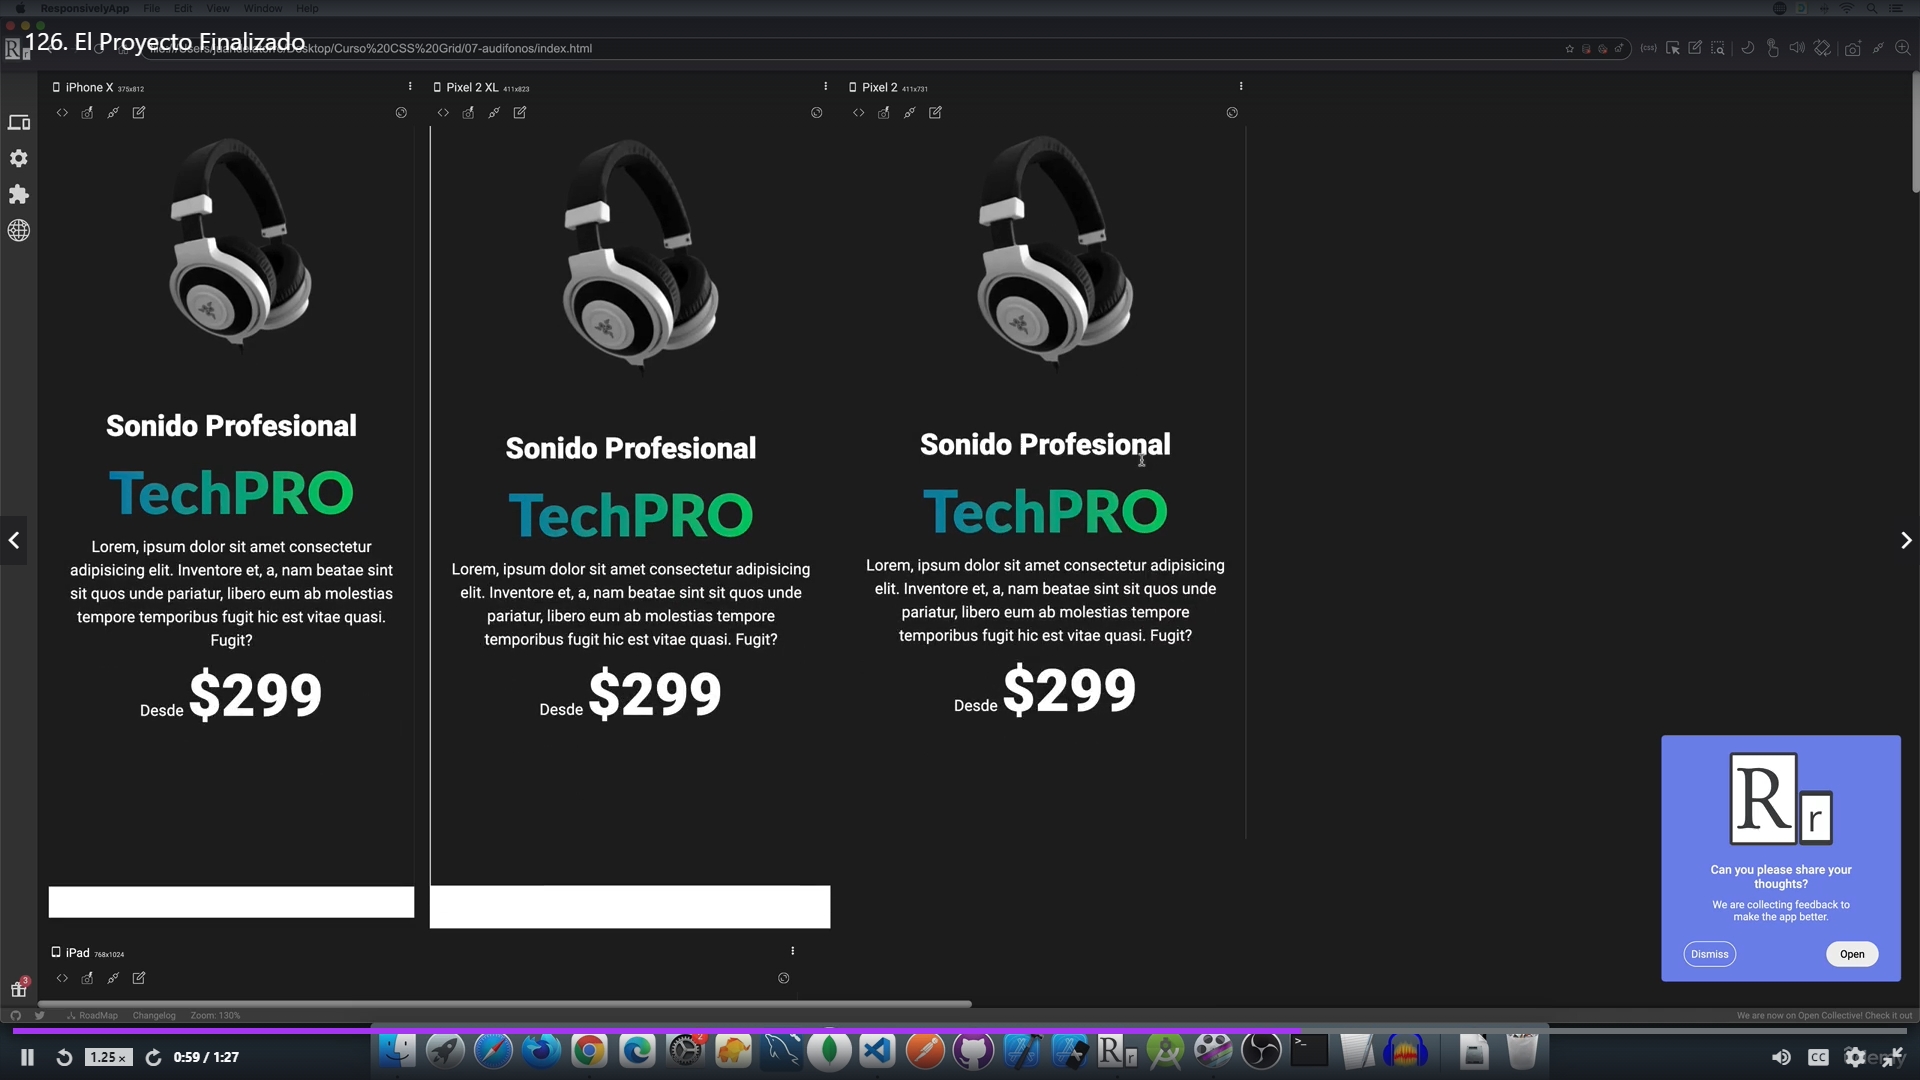 ResponsivelyApp File Edit View Window Help
126. El Proyecto Finalizado
/Desktop/Curso%20CSS%20Grid/07-audifonos/index.html
iPhone X 375x812
Pixel 2 XL 411x823
Pixel 2 411x731
Sonido Profesional
TechPRO
Lorem, ipsum dolor sit amet consectetur
adipisicing elit. Inventore et, a, nam beatae sint
sit quos unde pariatur, libero eum ab molestias
tempore temporibus fugit hic est vitae quasi.
Fugit?
Desde $299
Sonido Profesional
TechPRO
Lorem, ipsum dolor sit amet consectetur adipisicing
elit. Inventore et, a, nam beatae sint sit quos unde
pariatur, libero eum ab molestias tempore
temporibus fugit hic est vitae quasi. Fugit?
Desde $299
Sonido Profesional
TechPRO
Lorem, ipsum dolor sit amet consectetur adipisicing
elit. Inventore et, a, nam beatae sint sit quos unde
pariatur, libero eum ab molestias tempore
temporibus fugit hic est vitae quasi. Fugit?
Desde $299
Rr
Can you please share your
thoughts?
We are collecting feedback to
make the app better.
Dismiss Open
iPad 768x1024
3
RoadMap Changelog Zoom: 130%
We are now on Open Collective! Check it out
1.25 x
0:59 / 1:27
CC